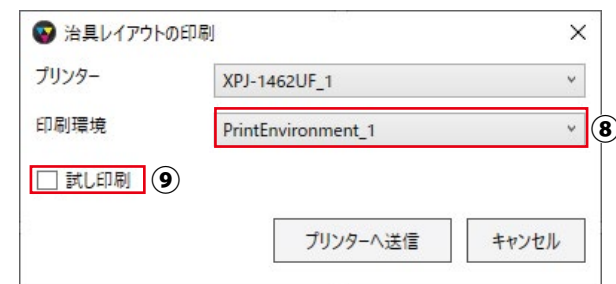 治具レイアウトの印刷
プリンター XPJ-1462UF_1
印刷環境 PrintEnvironment_1 ⑧
試し印刷 ⑨
プリンターへ送信 キャンセル